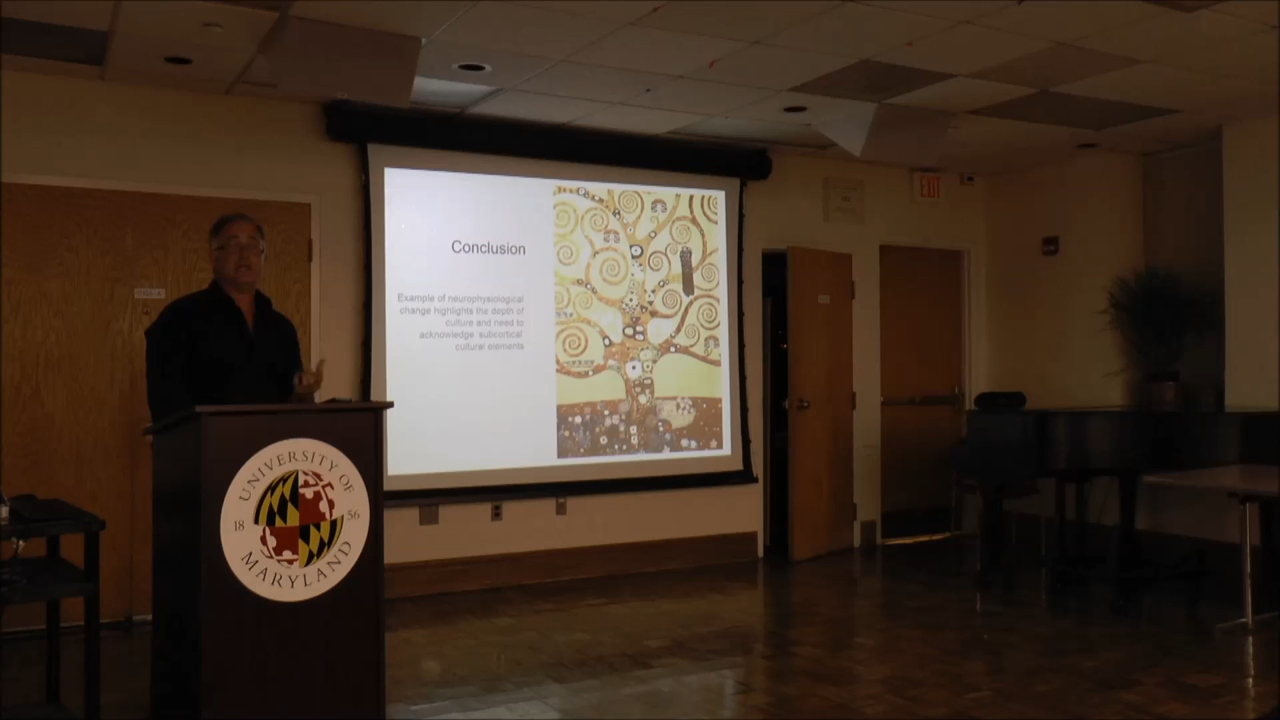 Conclusion
Example of neurophysiological
change highlights the depth of
culture and need to
acknowledge 'subcortical'
cultural elements
EXIT
UNIVERSITY OF
18 56
MARYLAND